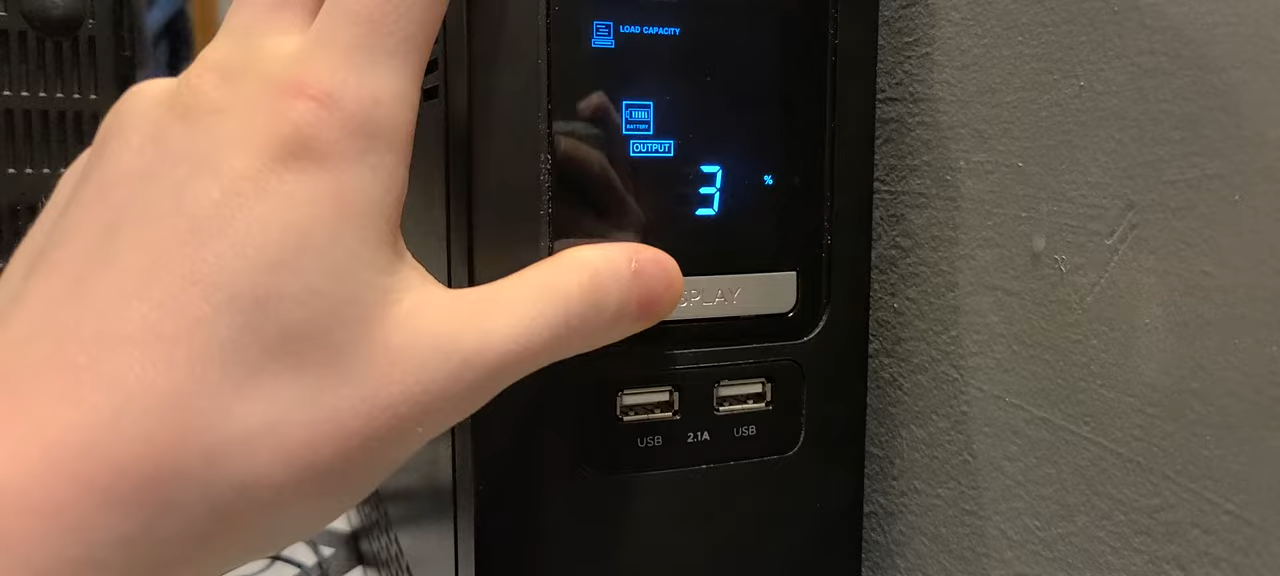 LOAD CAPACITY
BATTERY
OUTPUT
3 %
SPLAY
USB 2.1A USB